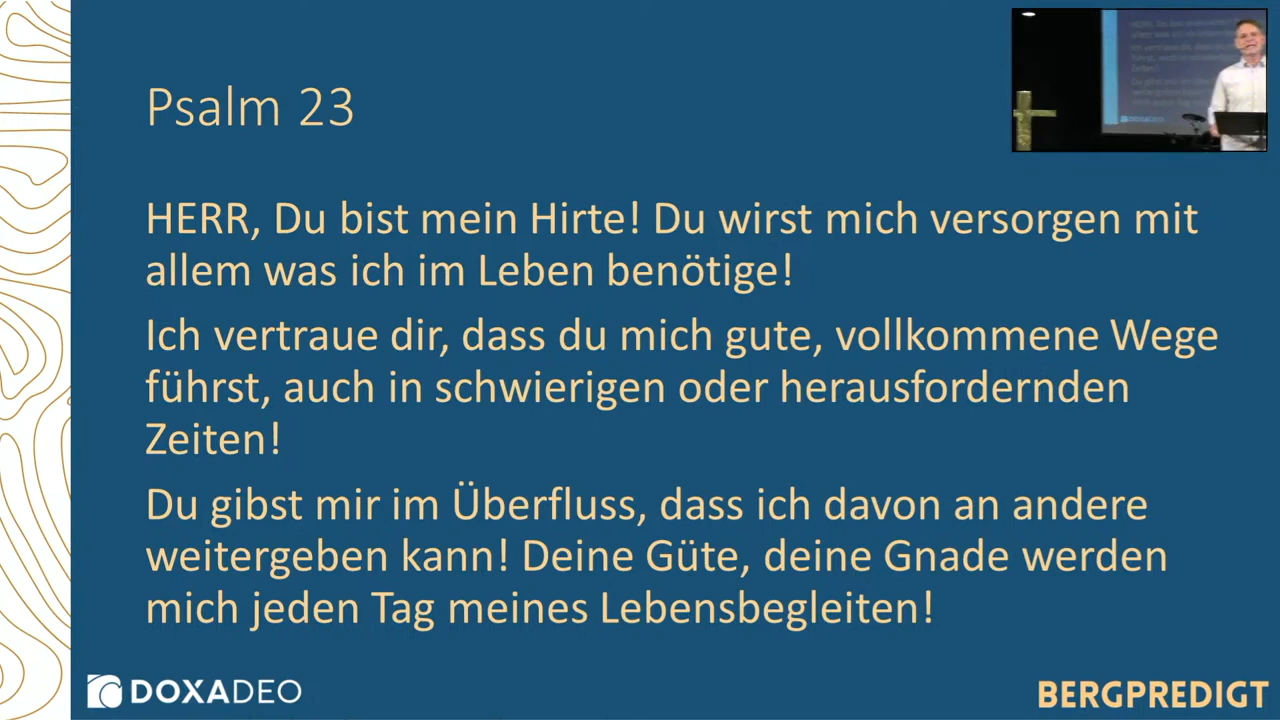 Psalm 23
HERR, Du bist mein Hirte! Du wirst mich versorgen mit
allem was ich im Leben benötige!
Ich vertraue dir, dass du mich gute, vollkommene Wege
führst, auch in schwierigen oder herausfordernden
Zeiten!
Du gibst mir im Überfluss, dass ich davon an andere
weitergeben kann! Deine Güte, deine Gnade werden
mich jeden Tag meines Lebensbegleiten!
DOXADEO
BERGPREDIGT
DOXADEO